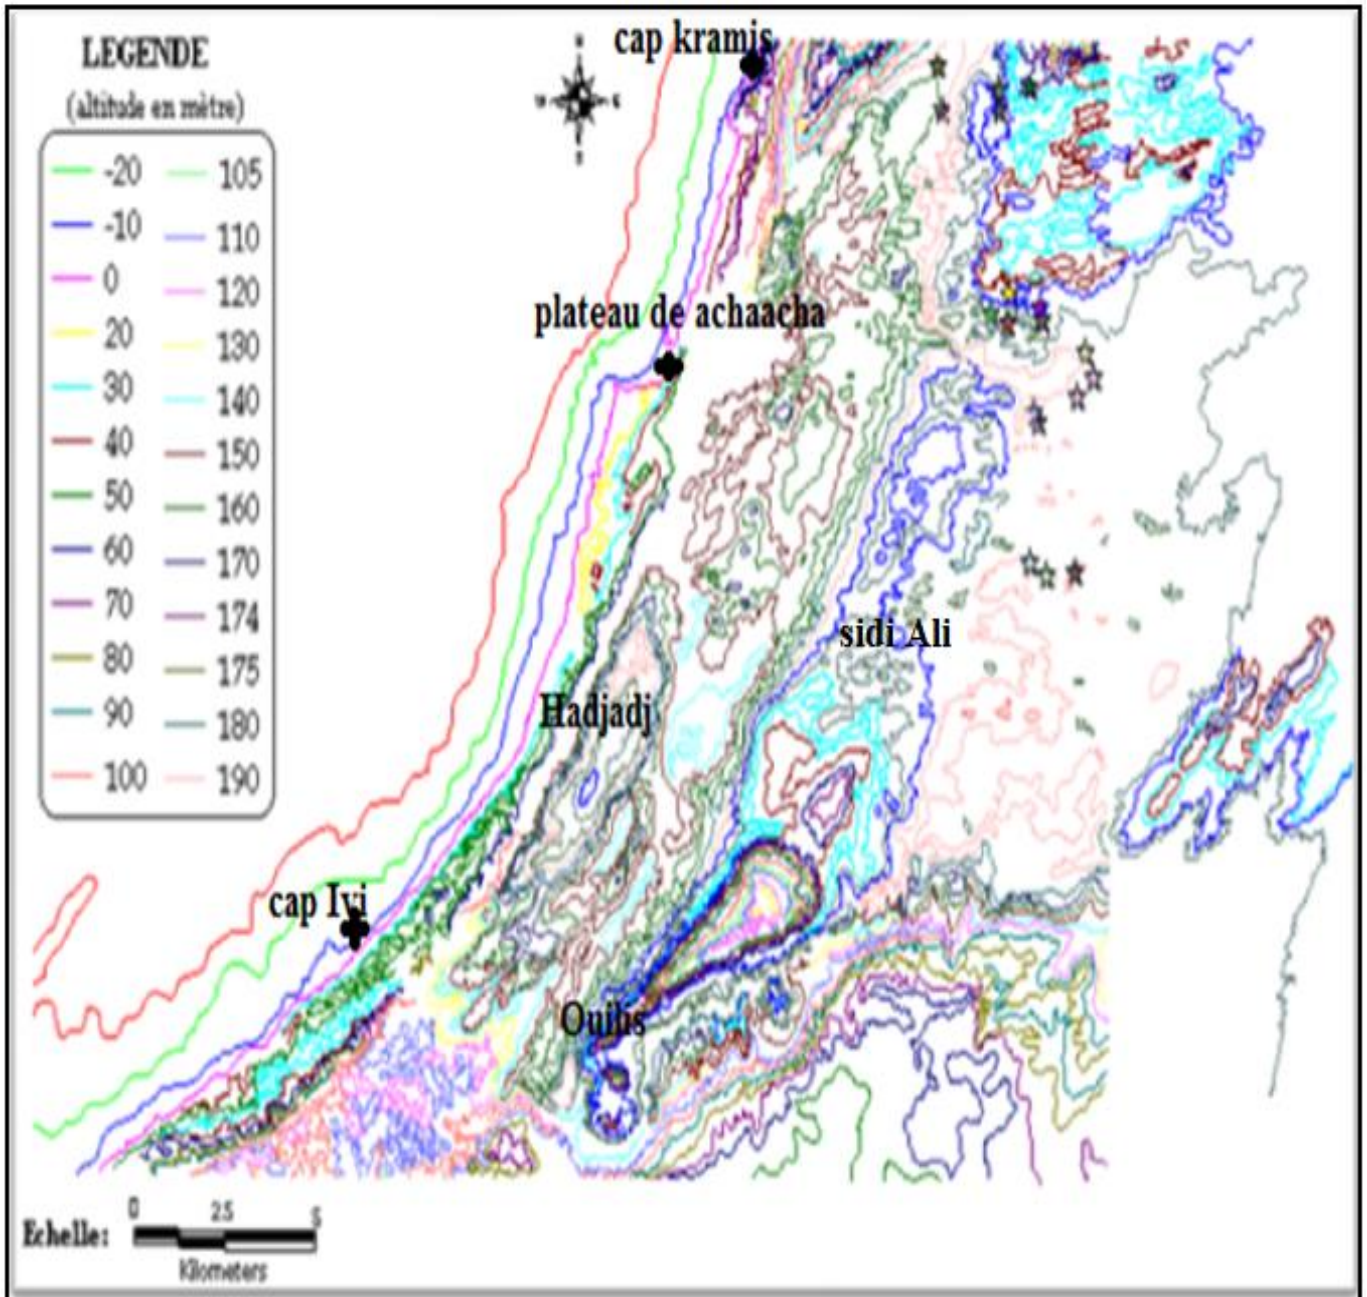 LEGENDE
(altitude en mètre)
-20 105
-10 110
0 120
20 130
30 140
40 150
50 160
60 170
70 174
80 175
90 180
100 190
cap kramis
plateau de achaacha
sidi Ali
Hadjadj
cap Ivi
Ouilis
Echelle:
0 2.5 5
Kilometers